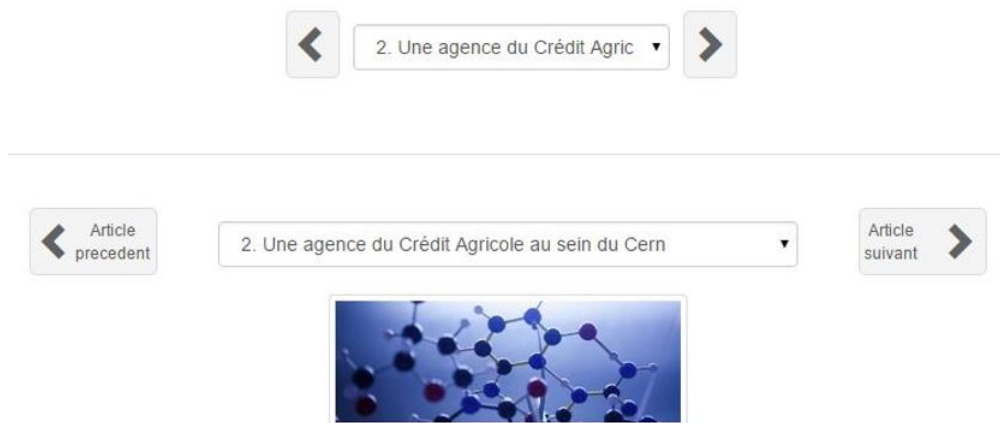 2. Une agence du Crédit Agric
Article
precedent
2. Une agence du Crédit Agricole au sein du Cern
Article
suivant